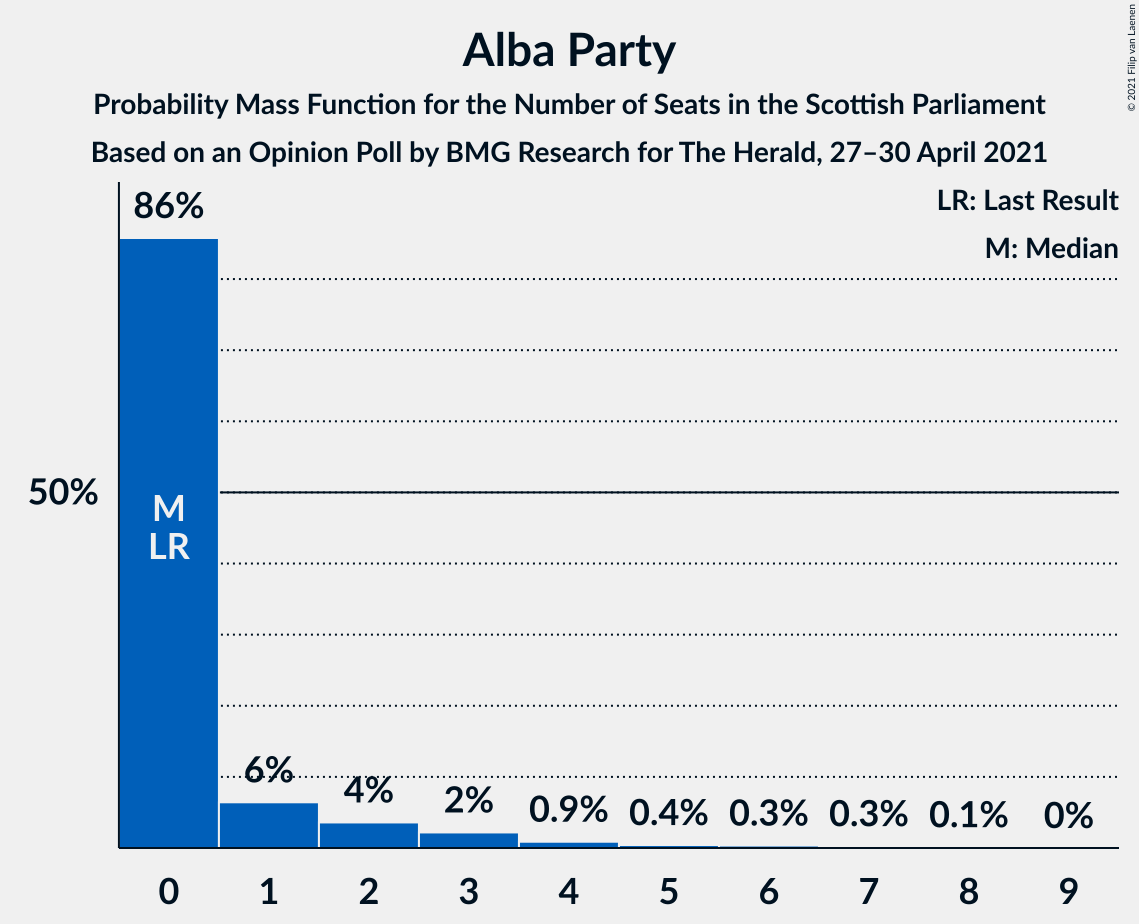 Alba Party
Probability Mass Function for the Number of Seats in the Scottish Parliament
Based on an Opinion Poll by BMG Research for The Herald, 27–30 April 2021
© 2021 Filip van Laenen
LR: Last Result
M: Median
86%
50%
M
LR
6%
4%
2%
0.9%
0.4%
0.3%
0.3%
0.1%
0%
0 1 2 3 4 5 6 7 8 9